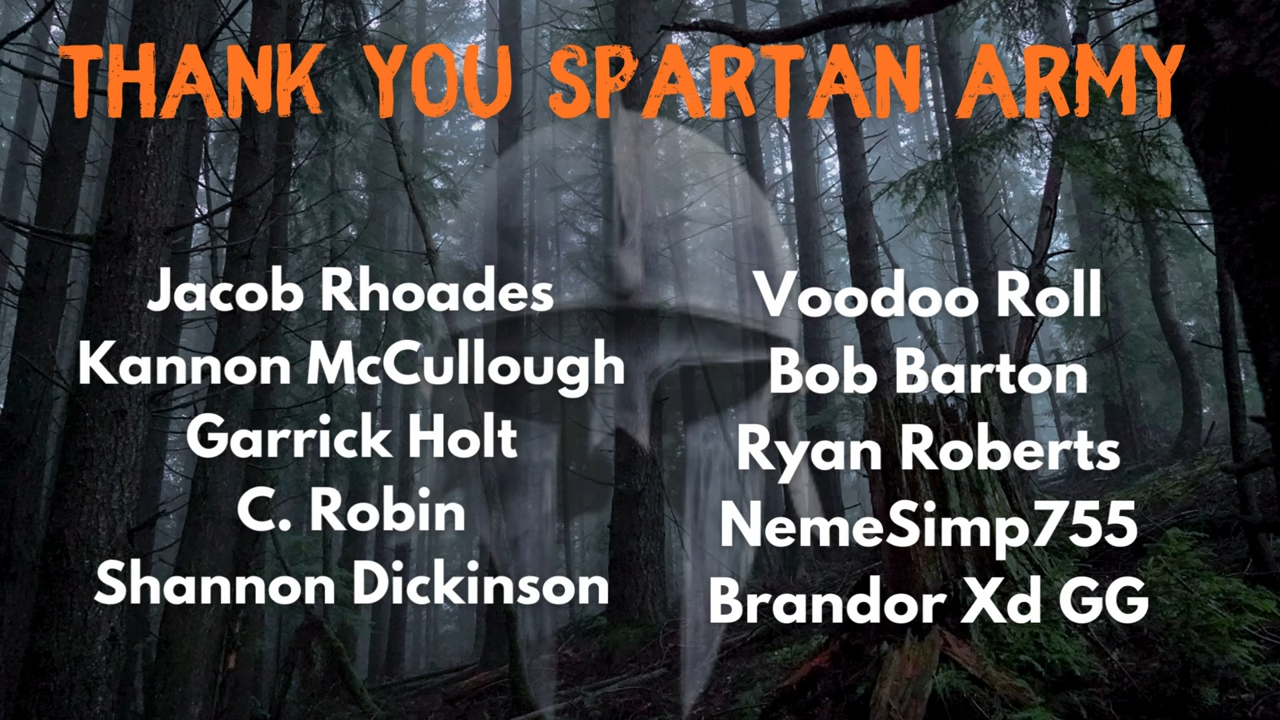 THANK YOU SPARTAN ARMY
Jacob Rhoades
Kannon McCullough
Garrick Holt
C. Robin
Shannon Dickinson
Voodoo Roll
Bob Barton
Ryan Roberts
NemeSimp755
Brandor Xd GG